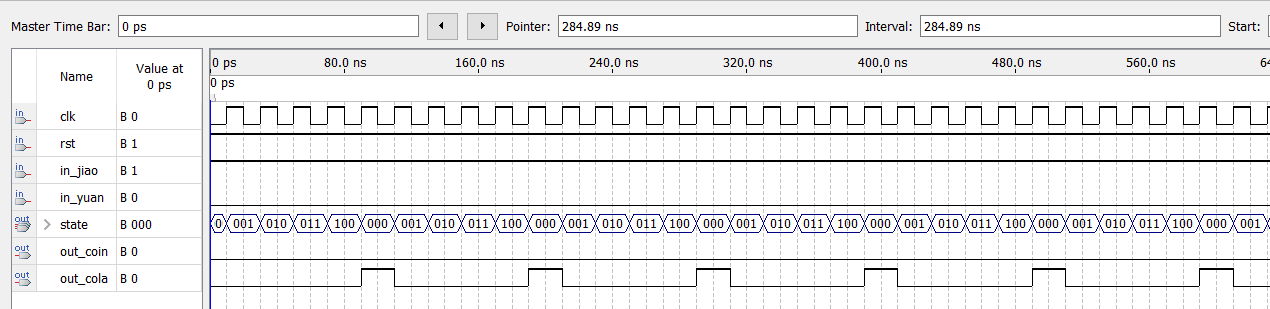 Master Time Bar: 0 ps Pointer: 284.89 ns Interval: 284.89 ns Start:
Name Value at 0 ps
0 ps 80.0 ns 160.0 ns 240.0 ns 320.0 ns 400.0 ns 480.0 ns 560.0 ns 64
0 ps
in clk B 0
in rst B 1
in in_jiao B 1
in in_yuan B 0
out state B 000 0 001 010 011 100 000 001 010 011 100 000 001 010 011 100 000 001 010 011 100 000 001 010 011 100 000 001 010 011 100 000 001
out out_coin B 0
out out_cola B 0